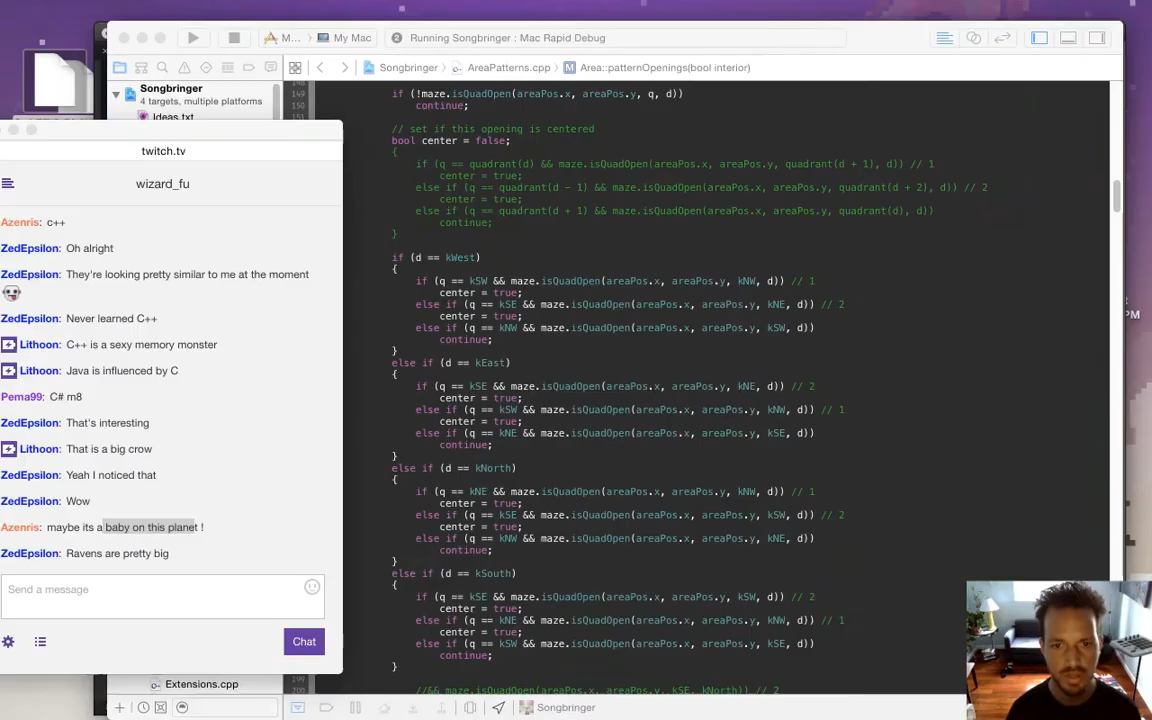 M...
My Mac
2
Running Songbringer : Mac Rapid Debug
Songbringer
4 targets, multiple platforms
Ideas.txt
Songbringer
AreaPatterns.cpp
M
Area::patternOpenings(bool interior)
149
if (!maze.isQuadOpen(areaPos.x, areaPos.y, q, d))
150
continue;
151
// set if this opening is centered
bool center = false;
{
if (q == quadrant(d) && maze.isQuadOpen(areaPos.x, areaPos.y, quadrant(d + 1), d)) // 1
center = true;
else if (q == quadrant(d - 1) && maze.isQuadOpen(areaPos.x, areaPos.y, quadrant(d + 2), d)) // 2
center = true;
else if (q == quadrant(d + 1) && maze.isQuadOpen(areaPos.x, areaPos.y, quadrant(d), d))
continue;
}
if (d == kWest)
{
if (q == kSW && maze.isQuadOpen(areaPos.x, areaPos.y, kNW, d)) // 1
center = true;
else if (q == kSE && maze.isQuadOpen(areaPos.x, areaPos.y, kNE, d)) // 2
center = true;
else if (q == kNW && maze.isQuadOpen(areaPos.x, areaPos.y, kSW, d))
continue;
}
else if (d == kEast)
{
if (q == kSE && maze.isQuadOpen(areaPos.x, areaPos.y, kNE, d)) // 2
center = true;
else if (q == kSW && maze.isQuadOpen(areaPos.x, areaPos.y, kNW, d)) // 1
center = true;
else if (q == kNE && maze.isQuadOpen(areaPos.x, areaPos.y, kSE, d))
continue;
}
else if (d == kNorth)
{
if (q == kNE && maze.isQuadOpen(areaPos.x, areaPos.y, kNW, d)) // 1
center = true;
else if (q == kSE && maze.isQuadOpen(areaPos.x, areaPos.y, kSW, d)) // 2
center = true;
else if (q == kNW && maze.isQuadOpen(areaPos.x, areaPos.y, kNE, d))
continue;
}
else if (d == kSouth)
{
if (q == kSE && maze.isQuadOpen(areaPos.x, areaPos.y, kSW, d)) // 2
center = true;
else if (q == kNE && maze.isQuadOpen(areaPos.x, areaPos.y, kNW, d)) // 1
center = true;
else if (q == kSW && maze.isQuadOpen(areaPos.x, areaPos.y, kSE, d))
continue;
}
//&& maze.isQuadOpen(areaPos.x, areaPos.y, kSE, kNorth)) // 2
twitch.tv
wizard_fu
Azenris: c++
ZedEpsilon: Oh alright
ZedEpsilon: They're looking pretty similar to me at the moment
ZedEpsilon: Never learned C++
Lithoon: C++ is a sexy memory monster
Lithoon: Java is influenced by C
Pema99: C# m8
ZedEpsilon: That's interesting
Lithoon: That is a big crow
ZedEpsilon: Yeah I noticed that
ZedEpsilon: Wow
Azenris: maybe its a baby on this planet !
ZedEpsilon: Ravens are pretty big
Send a message
Chat
Extensions.cpp
Songbringer
PM